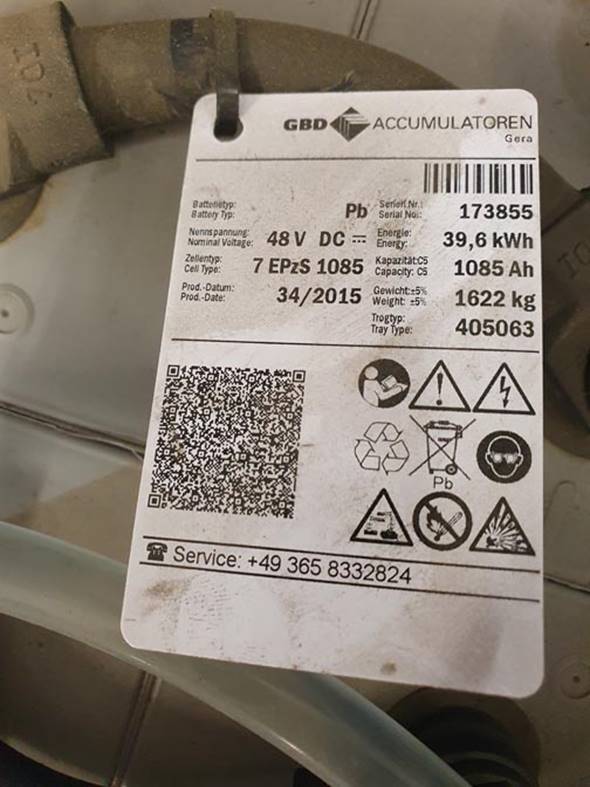 GBD ACCUMULATOREN
Gera
Batterietyp:
Battery Typ: Pb
Serien Nr.:
Serial No.: 173855
Nennspannung:
Nominal Voltage: 48 V DC
Energie:
Energy: 39,6 kWh
Zellentyp:
Cell Type: 7 EPzS 1085
Kapazität:C5
Capacity: C5 1085 Ah
Prod.-Datum:
Prod.-Date: 34/2015
Gewicht:±5%
Weight: ±5% 1622 kg
Trogtyp:
Tray Type: 405063
Pb
Service: +49 365 8332824